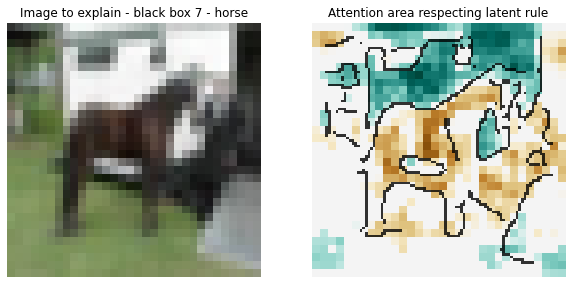 Image to explain - black box 7 - horse
Attention area respecting latent rule